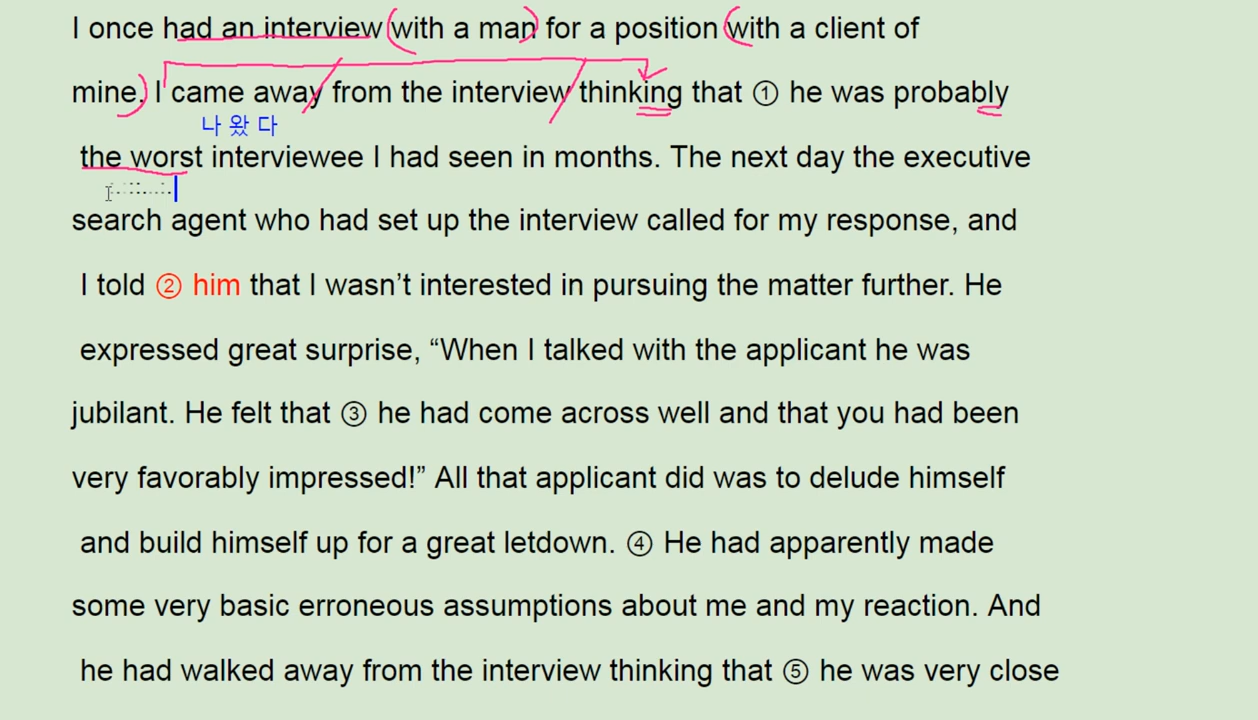 I once had an interview (with a man) for a position (with a client of
mine.) I came away from the interview thinking that ① he was probably
나 왔 다
the worst interviewee I had seen in months. The next day the executive
search agent who had set up the interview called for my response, and
I told ② him that I wasn’t interested in pursuing the matter further. He
expressed great surprise, “When I talked with the applicant he was
jubilant. He felt that ③ he had come across well and that you had been
very favorably impressed!” All that applicant did was to delude himself
and build himself up for a great letdown. ④ He had apparently made
some very basic erroneous assumptions about me and my reaction. And
he had walked away from the interview thinking that ⑤ he was very close